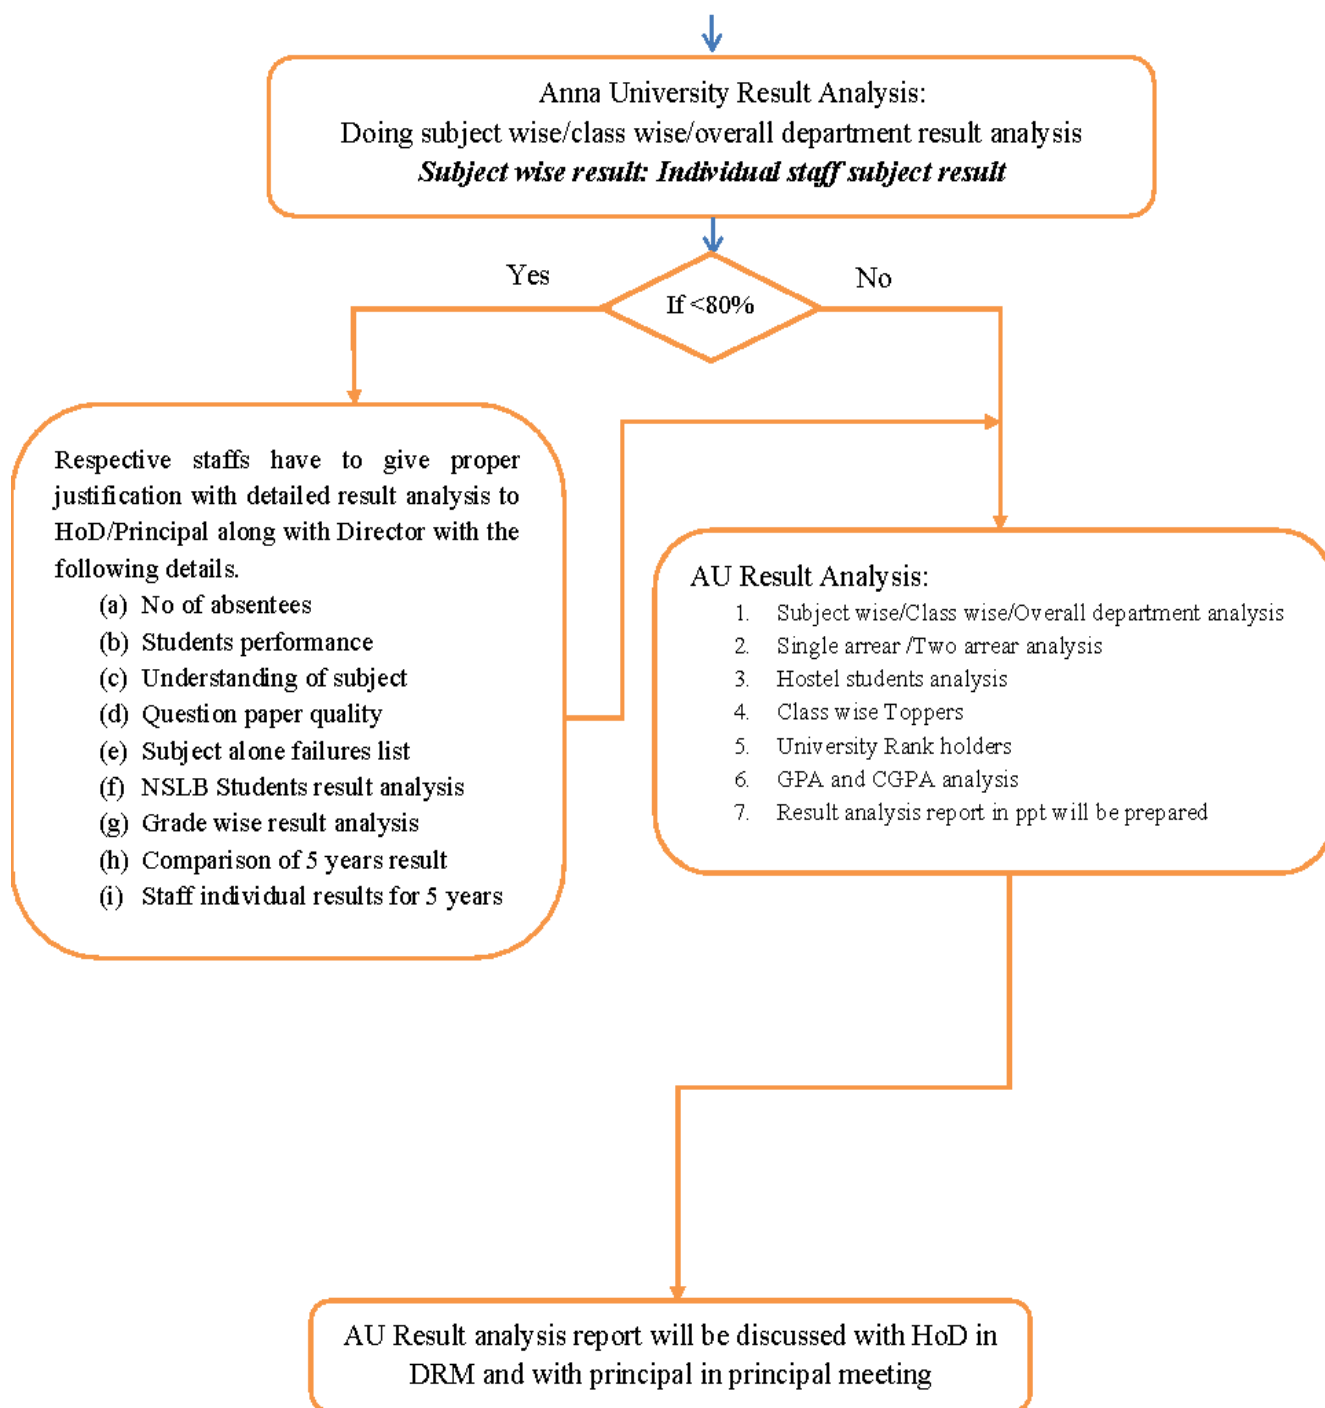 Anna University Result Analysis:
Doing subject wise/class wise/overall department result analysis
Subject wise result: Individual staff subject result
Yes
No
If <80%
Respective staffs have to give proper
justification with detailed result analysis to
HoD/Principal along with Director with the
following details.
(a) No of absentees
(b) Students performance
(c) Understanding of subject
(d) Question paper quality
(e) Subject alone failures list
(f) NSLB Students result analysis
(g) Grade wise result analysis
(h) Comparison of 5 years result
(i) Staff individual results for 5 years
AU Result Analysis:
1. Subject wise/Class wise/Overall department analysis
2. Single arrear /Two arrear analysis
3. Hostel students analysis
4. Class wise Toppers
5. University Rank holders
6. GPA and CGPA analysis
7. Result analysis report in ppt will be prepared
AU Result analysis report will be discussed with HoD in
DRM and with principal in principal meeting